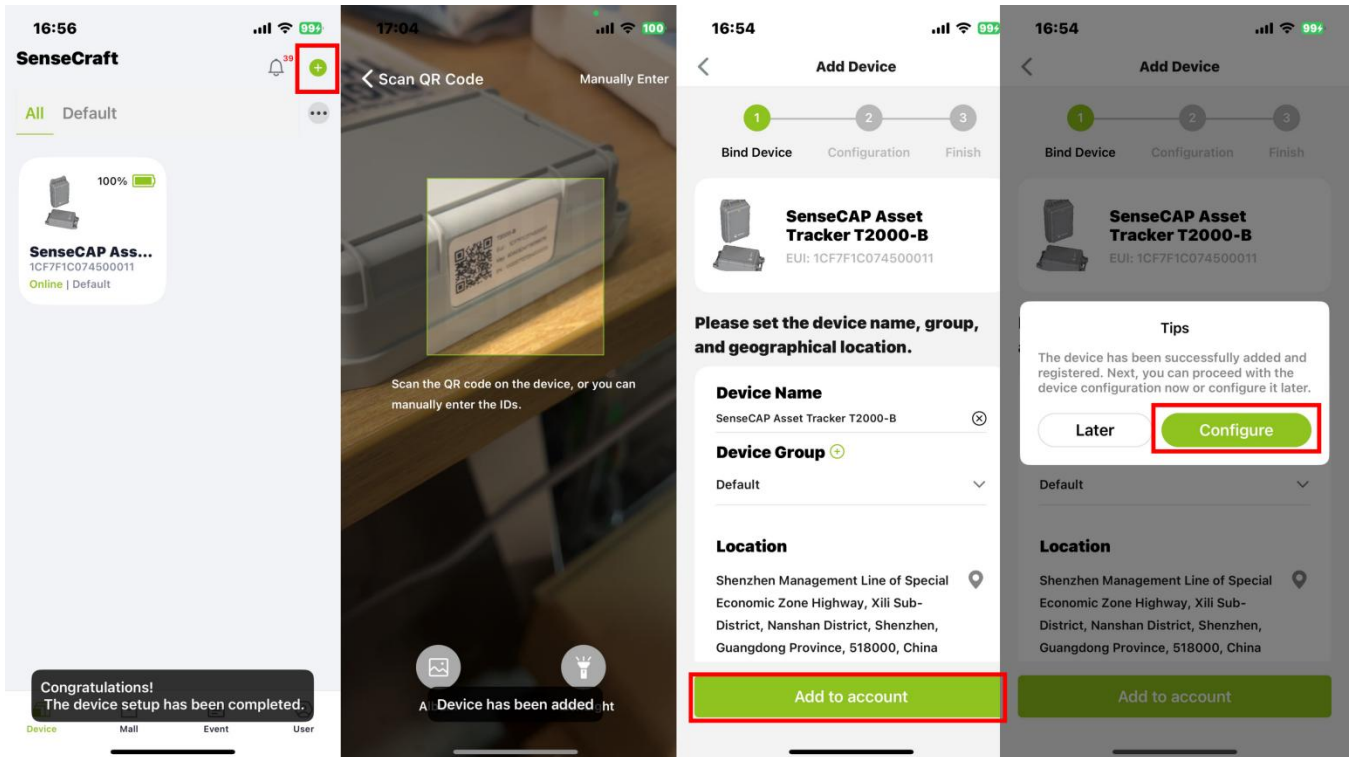 16:56
99
SenseCraft
39
All Default
100%
SenseCAP Ass...
1CF7F1C074500011
Online | Default
Congratulations!
The device setup has been completed.
Device Mall Event User
17:04
100
Scan QR Code Manually Enter
T2000-B
Scan the QR code on the device, or you can
manually enter the IDs.
Device has been added
16:54
99
Add Device
1 2 3
Bind Device Configuration Finish
SenseCAP Asset
Tracker T2000-B
EUI: 1CF7F1C074500011
Please set the device name, group,
and geographical location.
Device Name
SenseCAP Asset Tracker T2000-B
Device Group
Default
Location
Shenzhen Management Line of Special
Economic Zone Highway, Xili Sub-
District, Nanshan District, Shenzhen,
Guangdong Province, 518000, China
Add to account
16:54
99
Add Device
1 2 3
Bind Device Configuration Finish
SenseCAP Asset
Tracker T2000-B
EUI: 1CF7F1C074500011
Tips
The device has been successfully added and
registered. Next, you can proceed with the
device configuration now or configure it later.
Later Configure
Default
Location
Shenzhen Management Line of Special
Economic Zone Highway, Xili Sub-
District, Nanshan District, Shenzhen,
Guangdong Province, 518000, China
Add to account